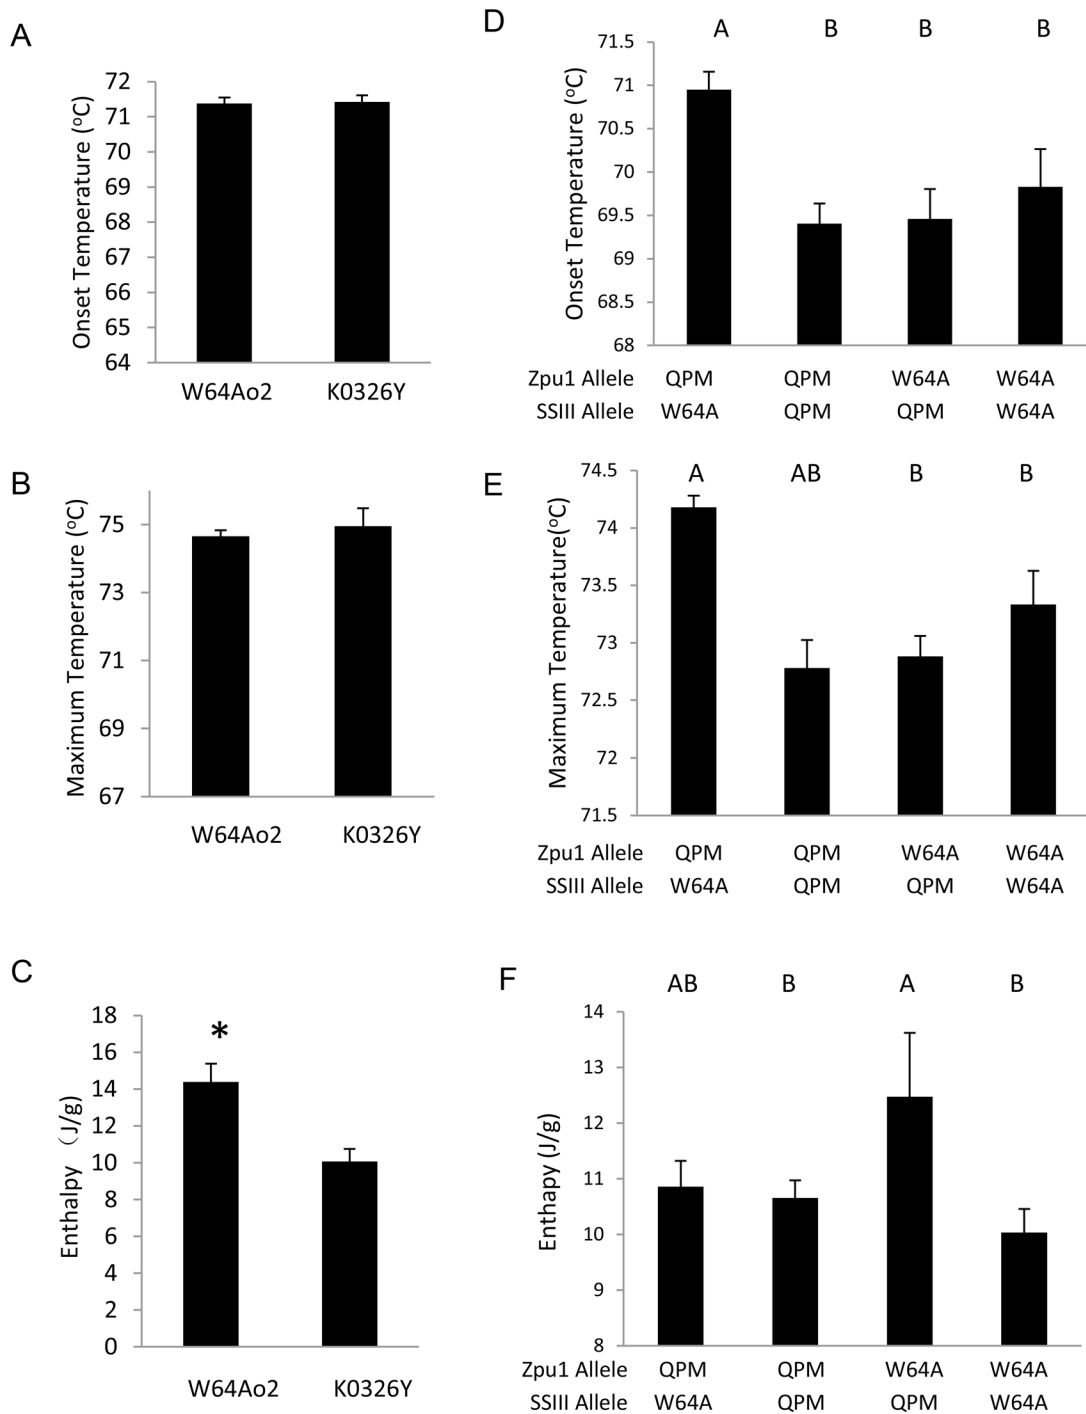 A
Onset Temperature (oC)
72
71
70
69
68
67
66
65
64
W64Ao2 K0326Y
B
Maximum Temperature (oC)
75
73
71
69
67
W64Ao2 K0326Y
C
Enthalpy （J/g)
18
16
14
12
10
8
6
4
2
0
*
W64Ao2 K0326Y
D
A B B B
Onset Temperature (oC)
71.5
71
70.5
70
69.5
69
68.5
68
Zpu1 Allele QPM QPM W64A W64A
SSIII Allele W64A QPM QPM W64A
E
A AB B B
Maximum Temperature(oC)
74.5
74
73.5
73
72.5
72
71.5
Zpu1 Allele QPM QPM W64A W64A
SSIII Allele W64A QPM QPM W64A
F
AB B A B
Enthapy (J/g)
14
13
12
11
10
9
8
Zpu1 Allele QPM QPM W64A W64A
SSIII Allele W64A QPM QPM W64A